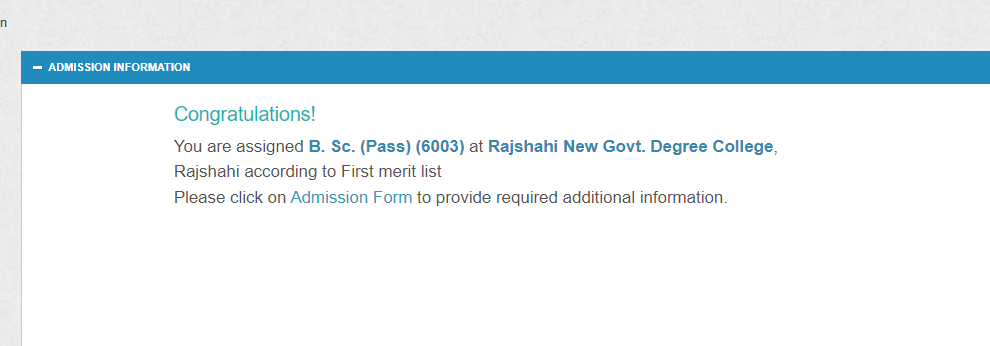 n
ADMISSION INFORMATION
Congratulations!
You are assigned B. Sc. (Pass) (6003) at Rajshahi New Govt. Degree College,
Rajshahi according to First merit list
Please click on Admission Form to provide required additional information.